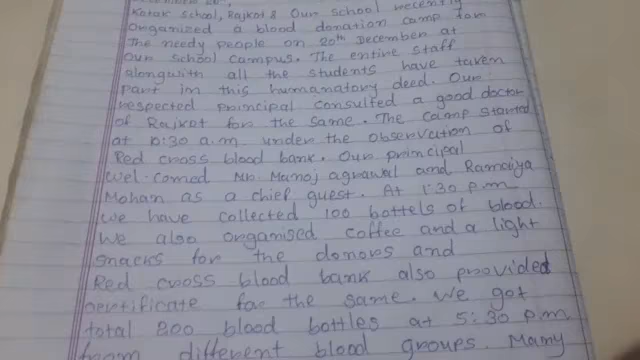 Kotak school, Rajkot & Our school recently
Organized a blood donation camp for
The needy people on 20th December at
Our school campus. The entire staff
alongwith all the students have taken
part in this humanatory deed. Our
respected principal consulted a good doctor
of Rajkot for the same. The camp started
at 10:30 a.m under the observation of
Red cross blood bank. Our principal
wel-comed Mr. Manoj agrawal and Ramaiya
Mohan as a chief guest. At 1:30 p.m
We have collected 100 bottels of blood.
We also organised coffee and a light
snacks for the donors and
Red cross blood bank also provided
certificate for the same. We got
total 200 blood bottles at 5:30 p.m
from different blood groups. Many